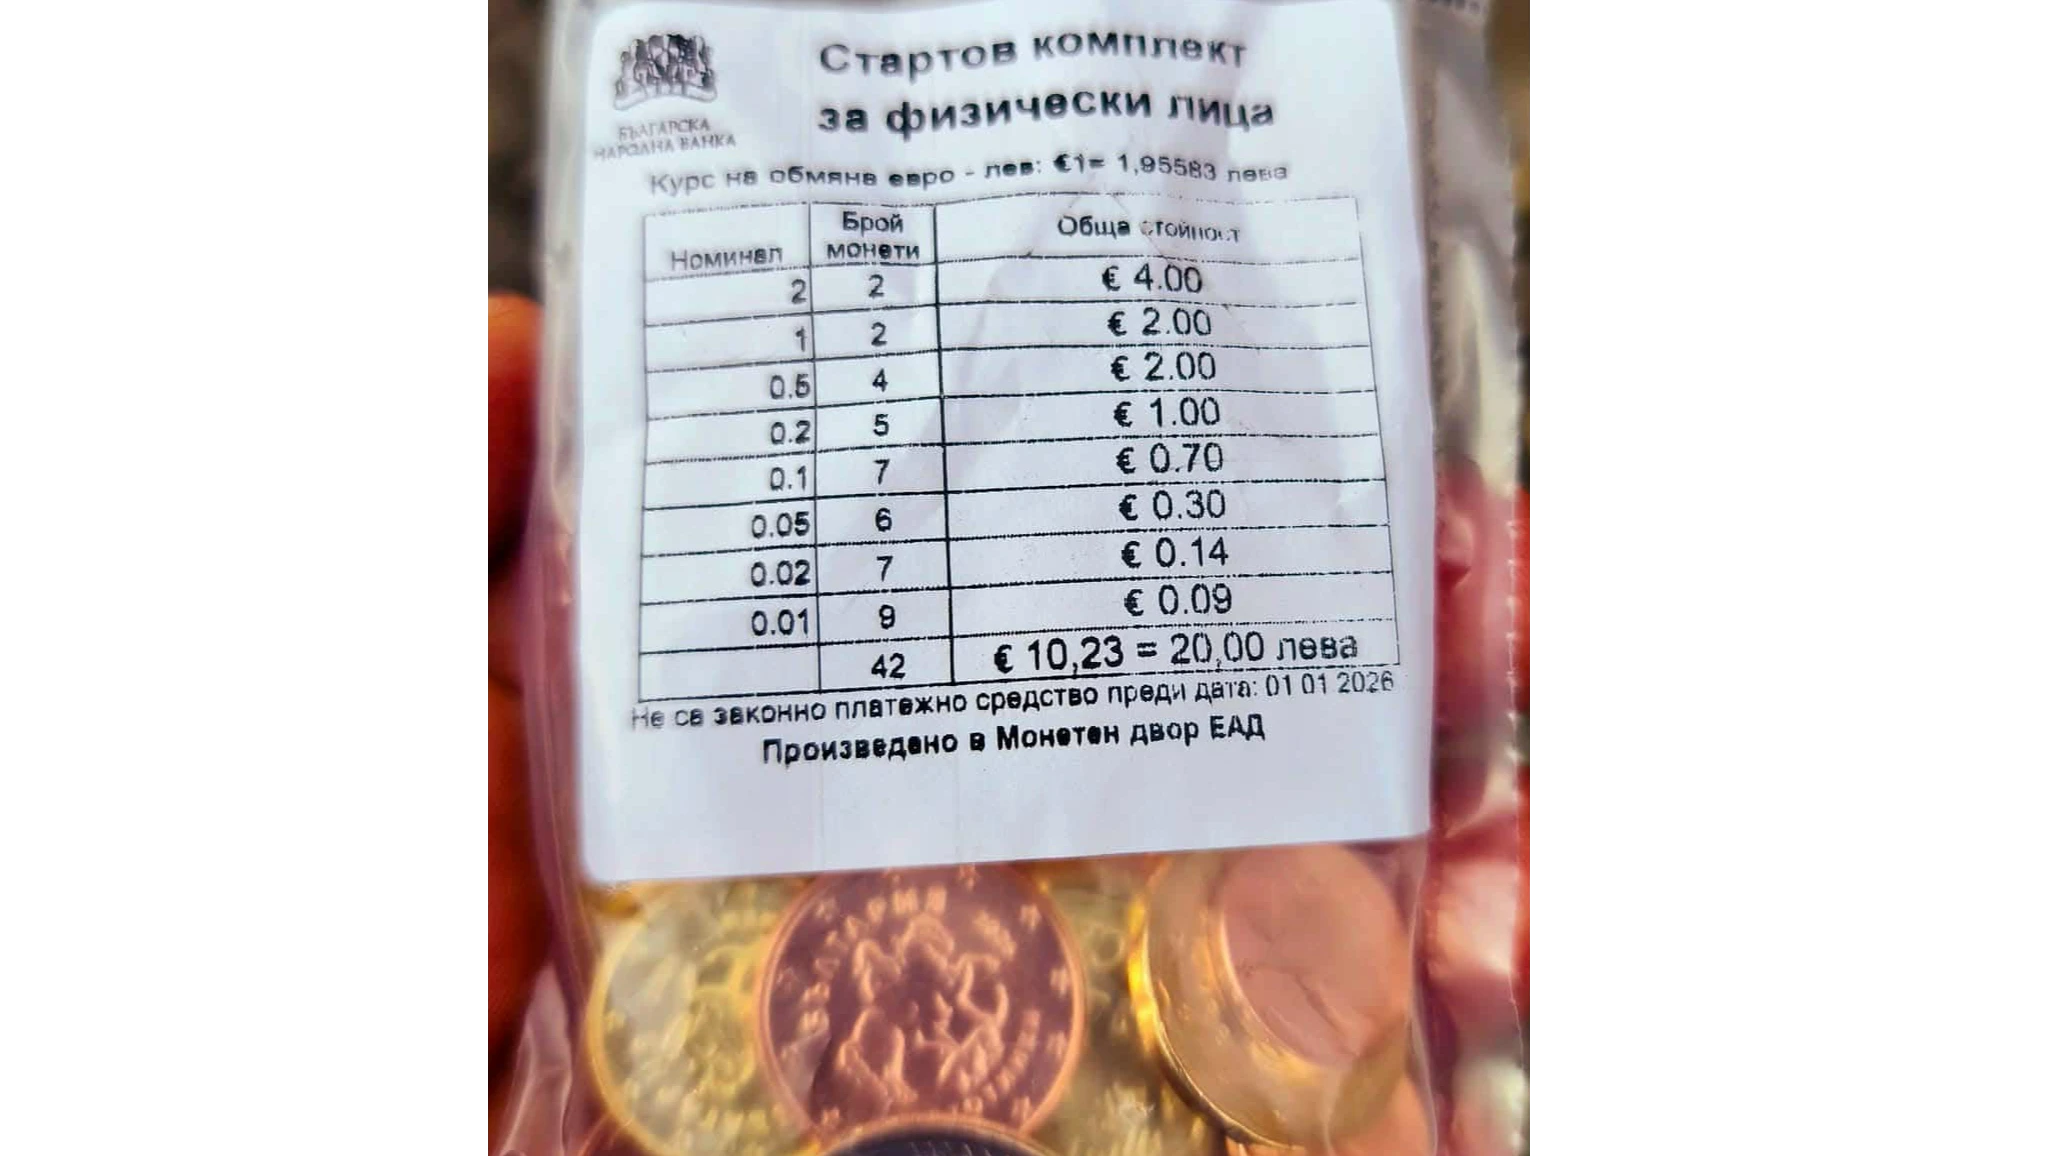 Стартов комплект
за физически лица
БЪЛГАРСКА
НАРОДНА БАНКА
Курс на обмяна евро - лев: €1= 1,95583 лева
Номинал Брой монети Обща стойност
2 2 € 4.00
1 2 € 2.00
0.5 4 € 2.00
0.2 5 € 1.00
0.1 7 € 0.70
0.05 6 € 0.30
0.02 7 € 0.14
0.01 9 € 0.09
42 € 10,23 = 20,00 лева
Не са законно платежно средство преди дата: 01 01 2026
Произведено в Монетен двор ЕАД
БЪЛГАРИЯ
СТОТИНКИ